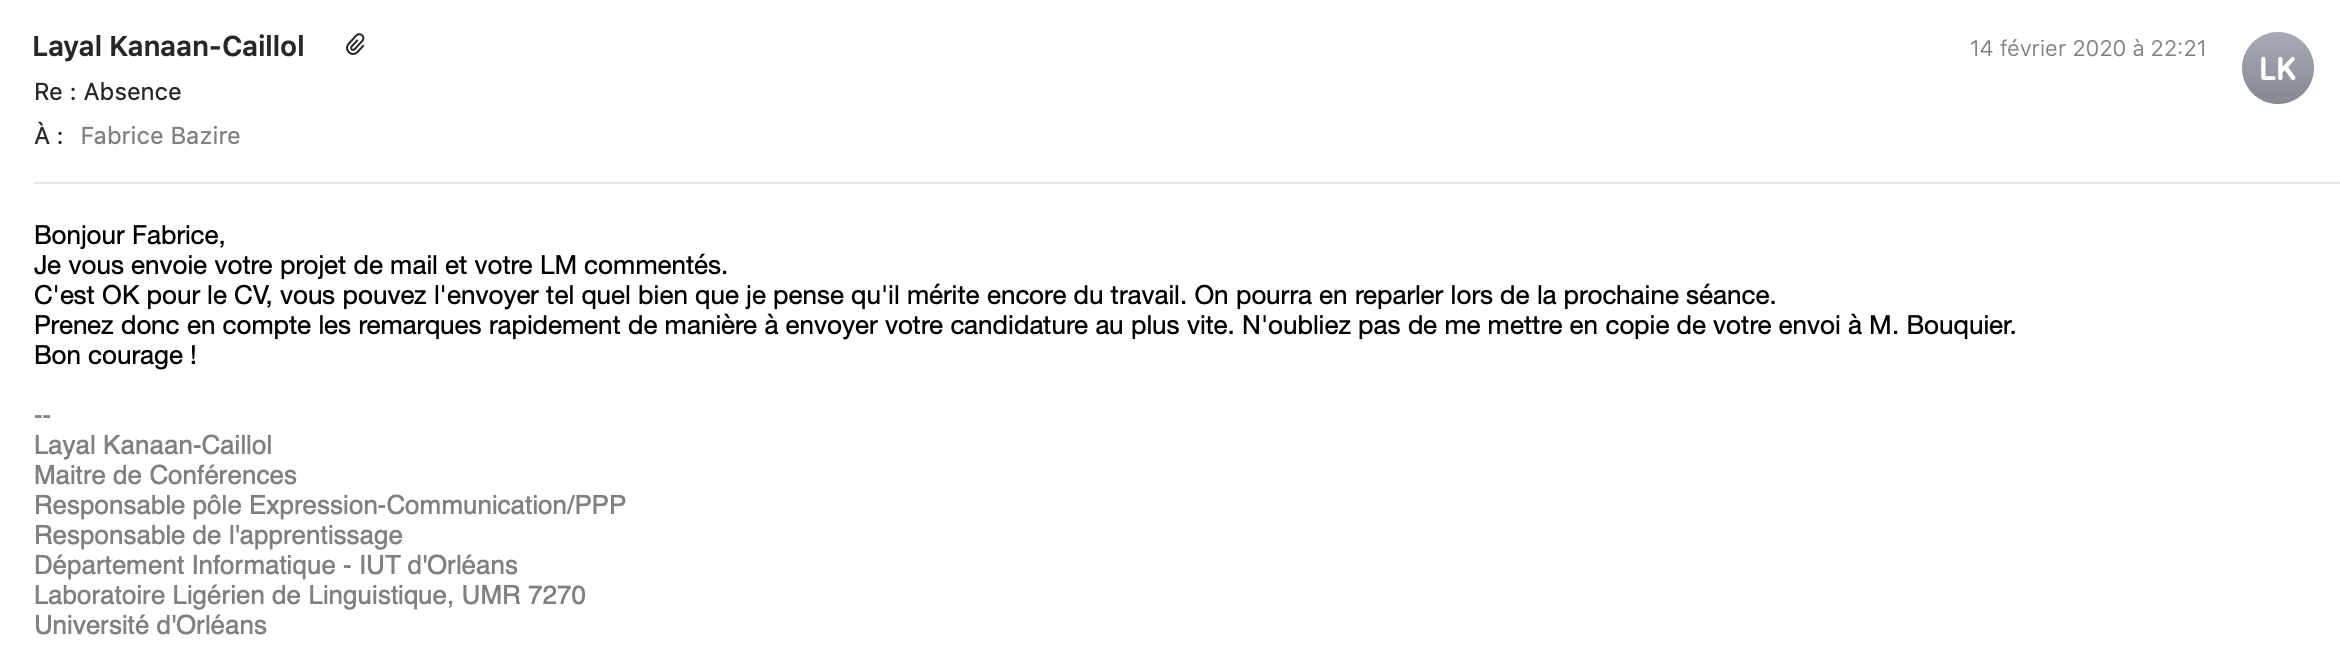 Layal Kanaan-Caillol
14 février 2020 à 22:21
LK
Re : Absence
À : Fabrice Bazire
Bonjour Fabrice,
Je vous envoie votre projet de mail et votre LM commentés.
C'est OK pour le CV, vous pouvez l'envoyer tel quel bien que je pense qu'il mérite encore du travail. On pourra en reparler lors de la prochaine séance.
Prenez donc en compte les remarques rapidement de manière à envoyer votre candidature au plus vite. N'oubliez pas de me mettre en copie de votre envoi à M. Bouquier.
Bon courage !
--
Layal Kanaan-Caillol
Maitre de Conférences
Responsable pôle Expression-Communication/PPP
Responsable de l'apprentissage
Département Informatique - IUT d'Orléans
Laboratoire Ligérien de Linguistique, UMR 7270
Université d'Orléans